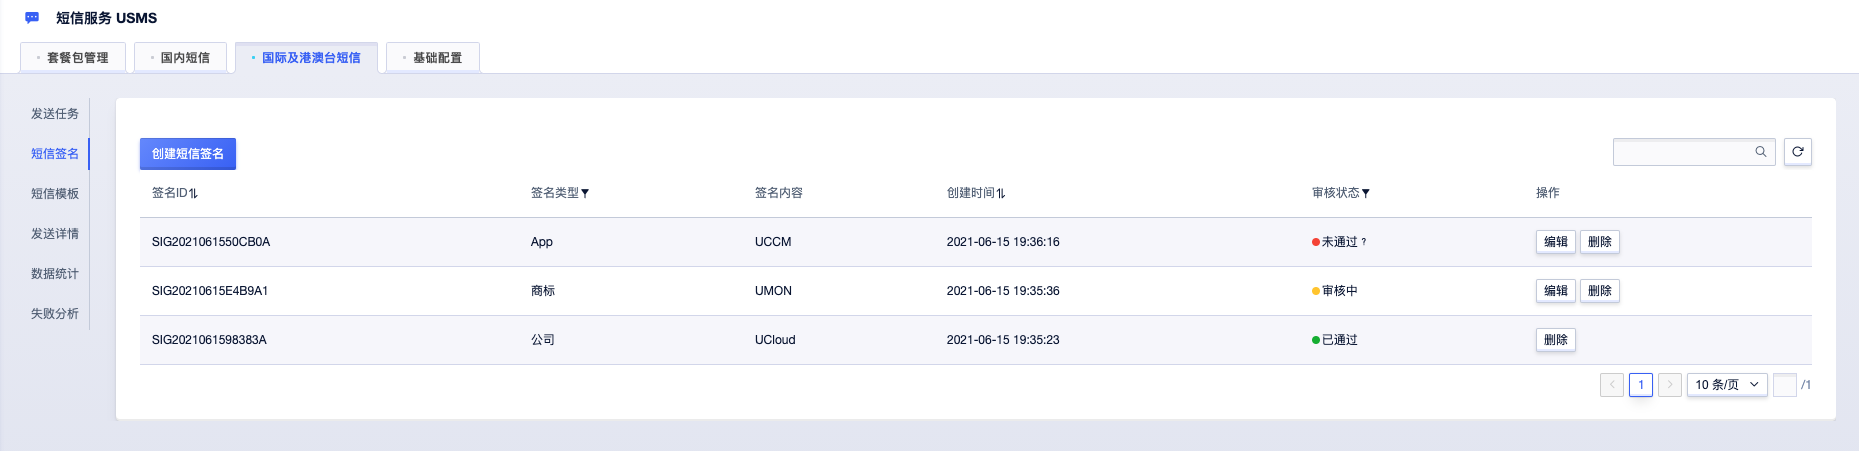 短信服务 USMS
套餐包管理 国内短信 国际及港澳台短信 基础配置
发送任务
短信签名
短信模板
发送详情
数据统计
失败分析
创建短信签名
签名ID 签名类型 签名内容 创建时间 审核状态 操作
SIG2021061550CB0A App UCCM 2021-06-15 19:36:16 未通过 ? 编辑 删除
SIG20210615E4B9A1 商标 UMON 2021-06-15 19:35:36 审核中 编辑 删除
SIG2021061598383A 公司 UCloud 2021-06-15 19:35:23 已通过 删除
1 10 条/页 /1